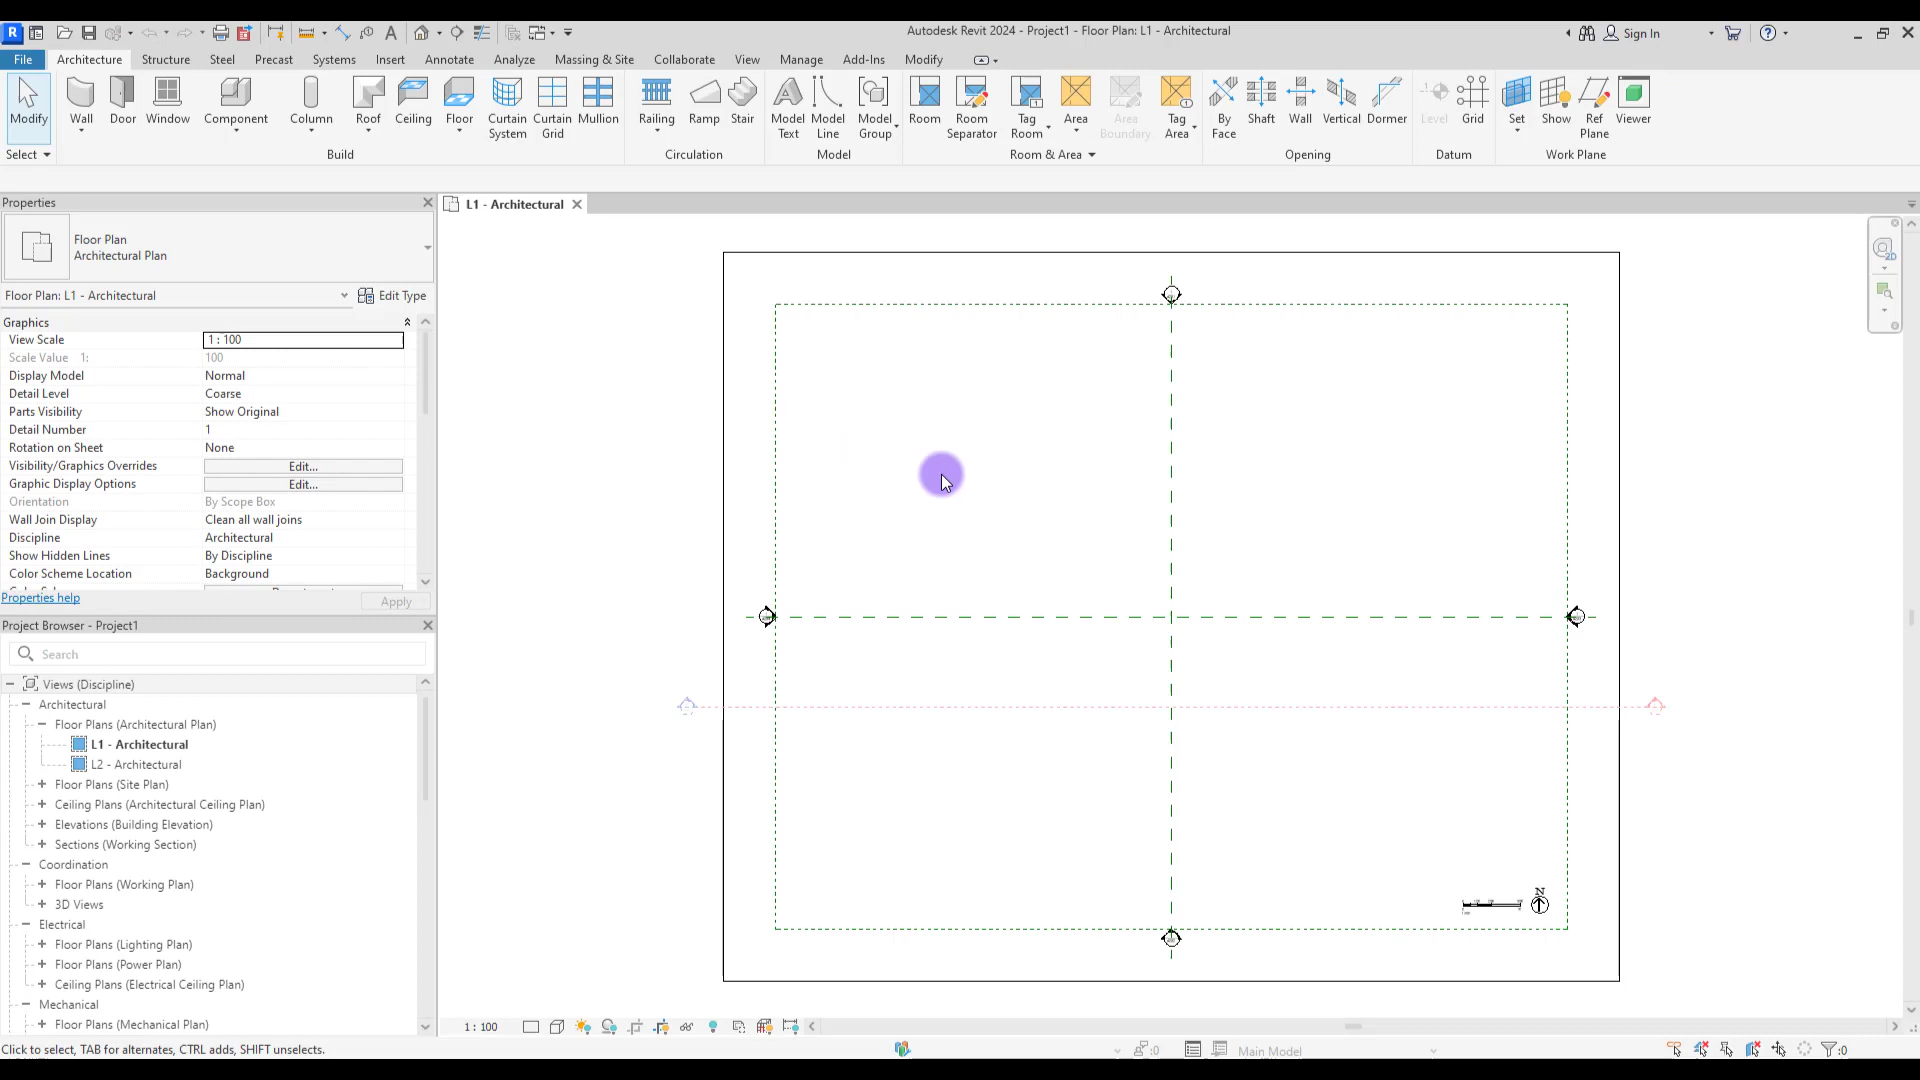 Autodesk Revit 2024 - Project1 - Floor Plan: L1 - Architectural
Sign In
File Architecture Structure Steel Precast Systems Insert Annotate Analyze Massing & Site Collaborate View Manage Add-Ins Modify
Modify Wall Door Window Component Column Roof Ceiling Floor Curtain System Curtain Grid Mullion Railing Ramp Stair Model Text Model Line Model Group Room Room Separator Tag Room Area Area Boundary Tag Area By Face Shaft Wall Vertical Dormer Level Grid Set Show Ref Plane Viewer
Select Build Circulation Model Room & Area Opening Datum Work Plane
Properties
L1 - Architectural
Floor Plan
Architectural Plan
Floor Plan: L1 - Architectural
Edit Type
Graphics
View Scale 1 : 100
Scale Value 1: 100
Display Model Normal
Detail Level Coarse
Parts Visibility Show Original
Detail Number 1
Rotation on Sheet None
Visibility/Graphics Overrides Edit...
Graphic Display Options Edit...
Orientation By Scope Box
Wall Join Display Clean all wall joins
Discipline Architectural
Show Hidden Lines By Discipline
Color Scheme Location Background
Properties help
Apply
Project Browser - Project1
Search
Views (Discipline)
Architectural
Floor Plans (Architectural Plan)
L1 - Architectural
L2 - Architectural
Floor Plans (Site Plan)
Ceiling Plans (Architectural Ceiling Plan)
Elevations (Building Elevation)
Sections (Working Section)
Coordination
Floor Plans (Working Plan)
3D Views
Electrical
Floor Plans (Lighting Plan)
Floor Plans (Power Plan)
Ceiling Plans (Electrical Ceiling Plan)
Mechanical
Floor Plans (Mechanical Plan)
N
1 : 100
Click to select, TAB for alternates, CTRL adds, SHIFT unselects.
:0
Main Model
:0